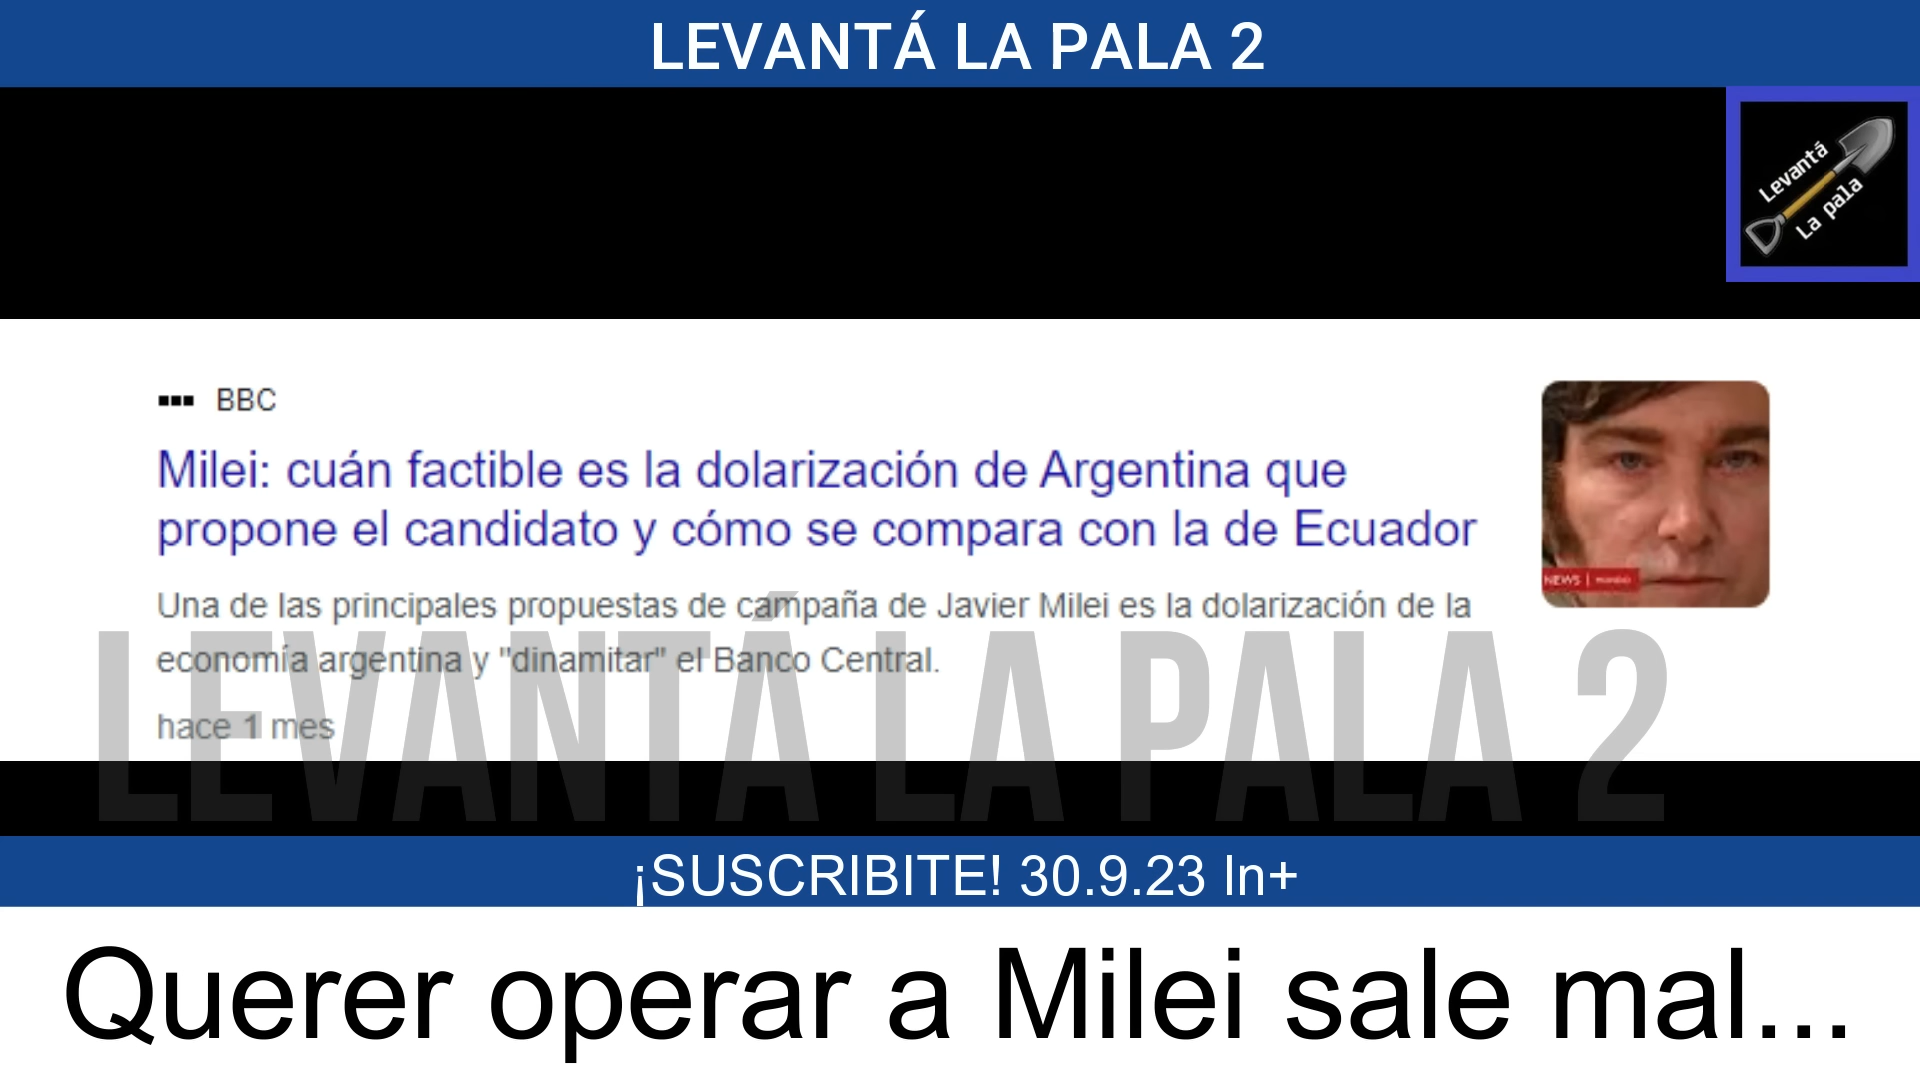 LEVANTÁ LA PALA 2
Levantá
La pala
BBC
Milei: cuán factible es la dolarización de Argentina que
propone el candidato y cómo se compara con la de Ecuador
NEWS | mundo
Una de las principales propuestas de campaña de Javier Milei es la dolarización de la
economía argentina y "dinamitar" el Banco Central.
hace 1 mes
LEVANTÁ LA PALA 2
¡SUSCRIBITE! 30.9.23 In+
Querer operar a Milei sale mal...